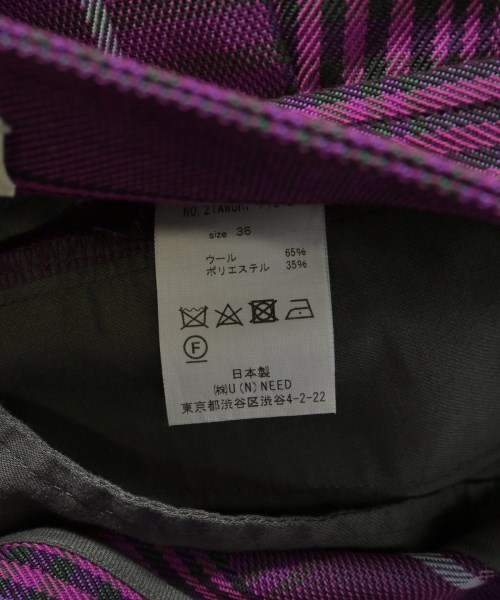 size 36
ウール 65%
ポリエステル 35%
F
日本製
㈱U(N)NEED
東京都渋谷区渋谷4-2-22